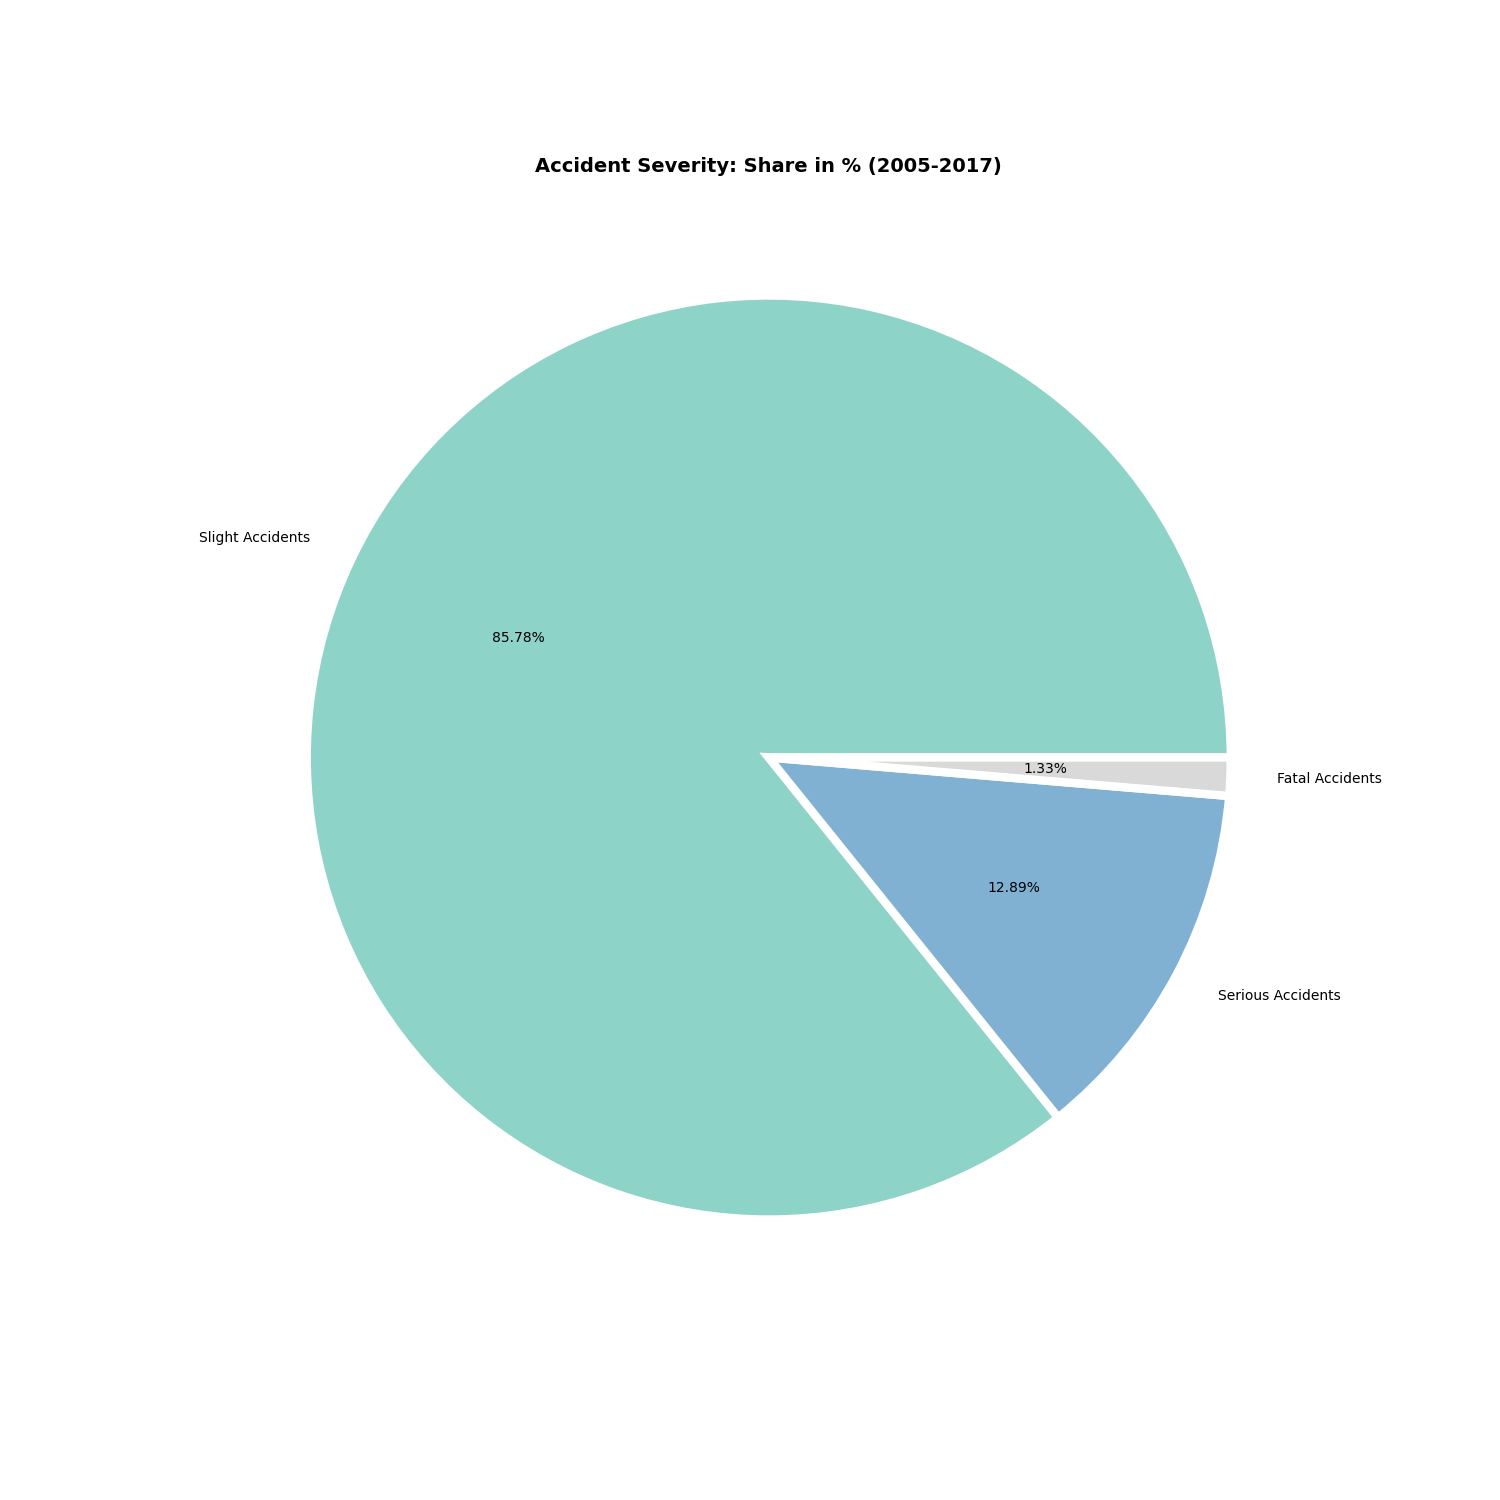 Accident Severity: Share in % (2005-2017)
Slight Accidents
85.78%
1.33%
Fatal Accidents
12.89%
Serious Accidents